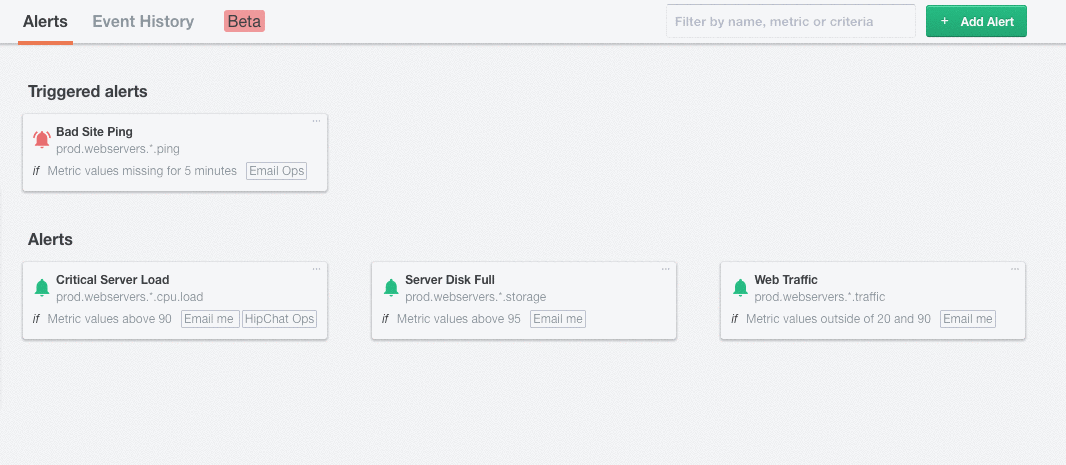 Alerts Event History Beta Filter by name, metric or criteria + Add Alert
Triggered alerts
...
Bad Site Ping
prod.webservers.*.ping
if Metric values missing for 5 minutes Email Ops
Alerts
...
Critical Server Load
prod.webservers.*.cpu.load
if Metric values above 90 Email me HipChat Ops
...
Server Disk Full
prod.webservers.*.storage
if Metric values above 95 Email me
...
Web Traffic
prod.webservers.*.traffic
if Metric values outside of 20 and 90 Email me